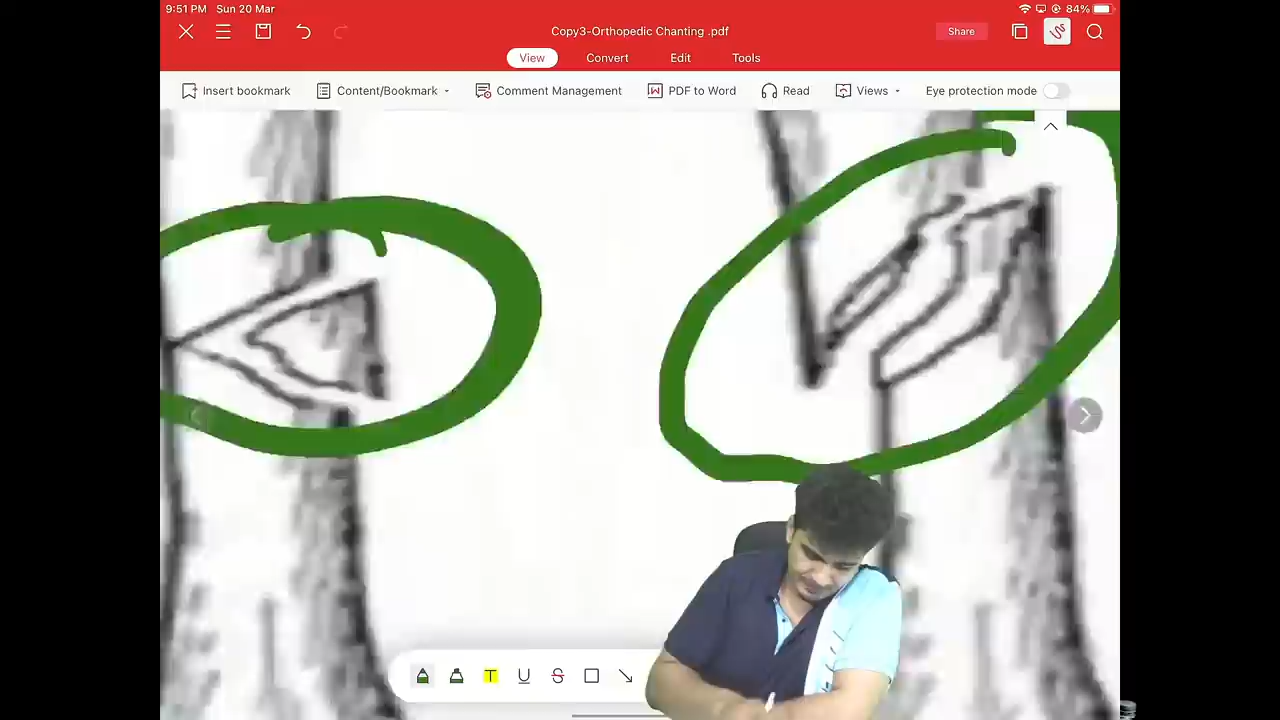 9:51 PM Sun 20 Mar 84%
Copy3-Orthopedic Chanting .pdf Share
View Convert Edit Tools
Insert bookmark Content/Bookmark Comment Management PDF to Word Read Views Eye protection mode
T U S